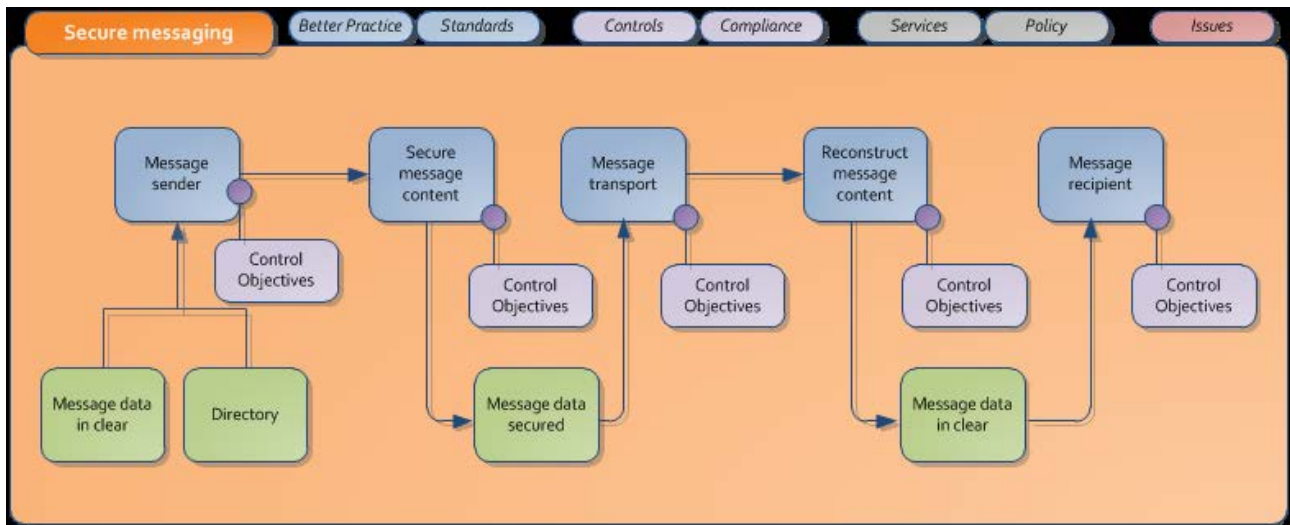 Secure messaging
Better Practice
Standards
Controls
Compliance
Services
Policy
Issues
Message
sender
Secure
message
content
Message
transport
Reconstruct
message
content
Message
recipient
Control
Objectives
Control
Objectives
Control
Objectives
Control
Objectives
Control
Objectives
Message data
in clear
Directory
Message data
secured
Message data
in clear